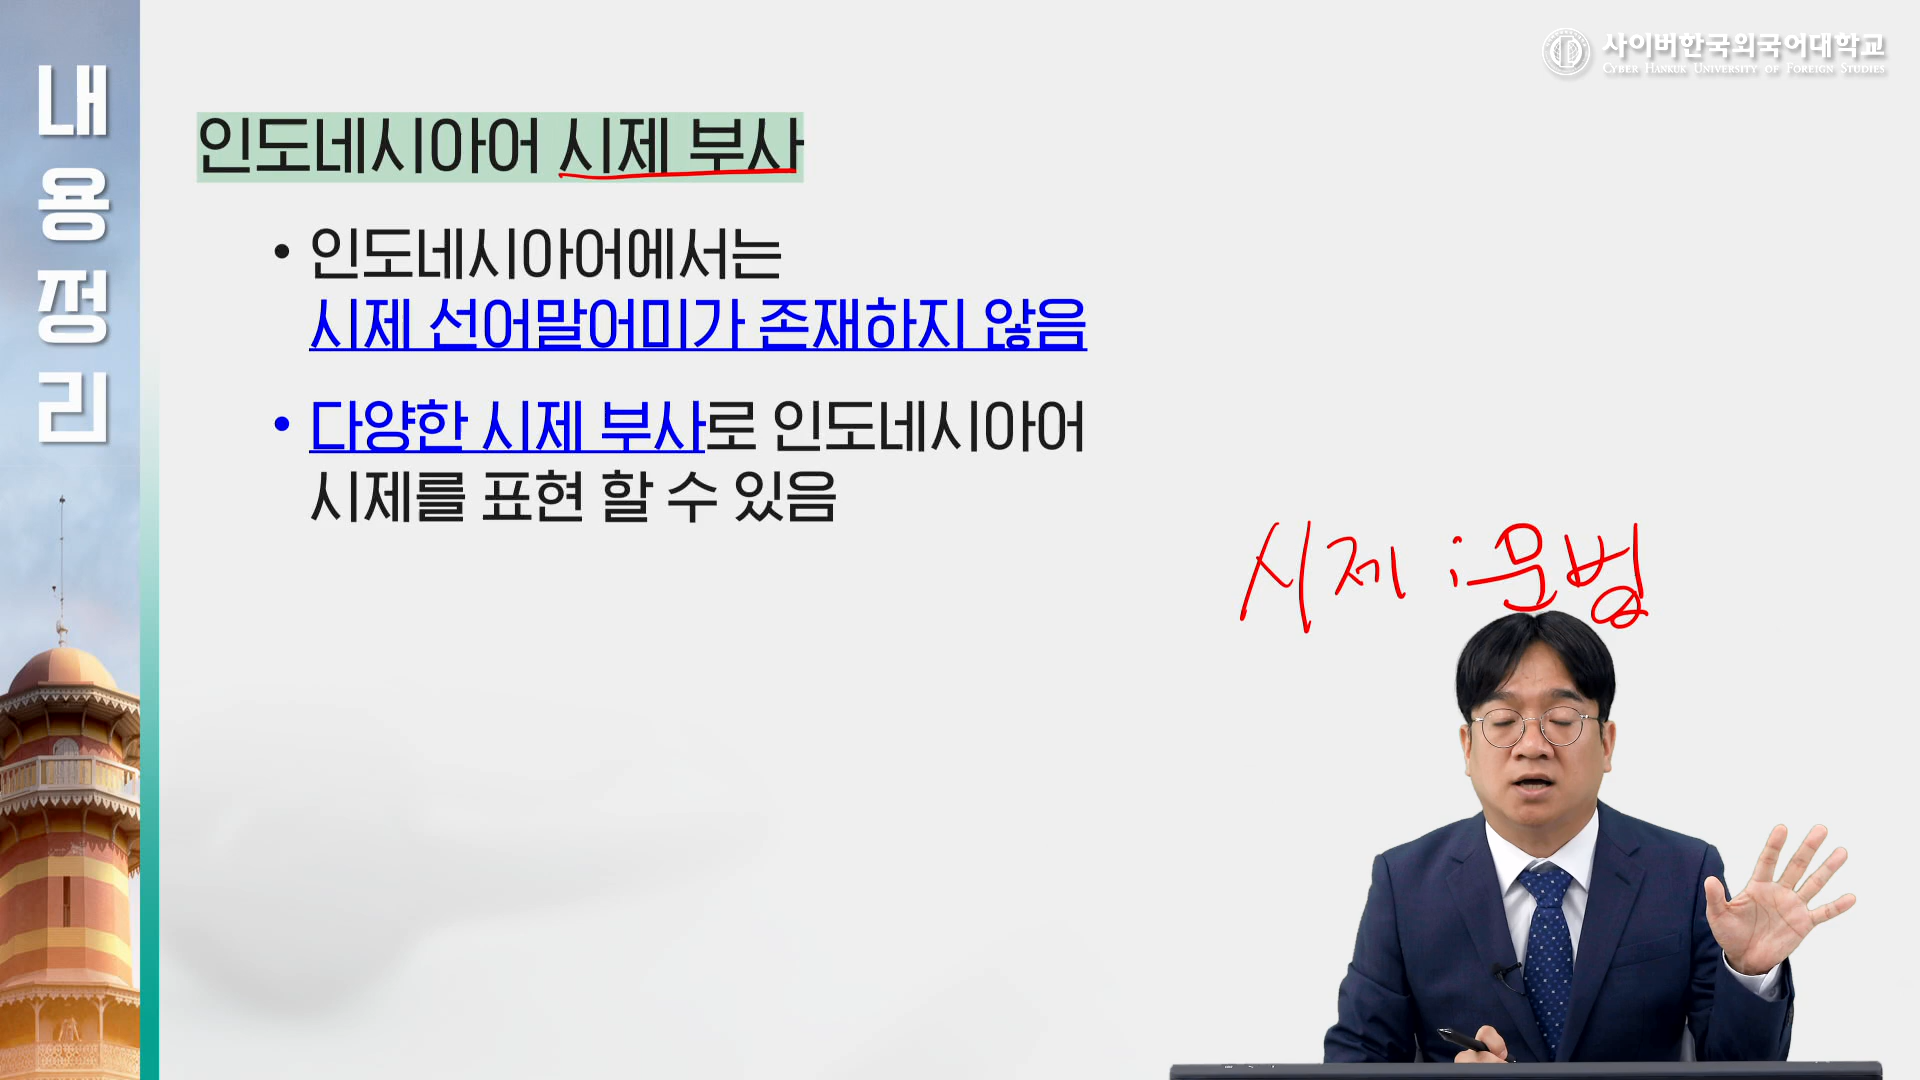 내용정리
사이버한국외국어대학교
CYBER HANKUK UNIVERSITY OF FOREIGN STUDIES
인도네시아어 시제 부사
• 인도네시아어에서는
시제 선어말어미가 존재하지 않음
• 다양한 시제 부사로 인도네시아어
시제를 표현 할 수 있음
시제 : 문법